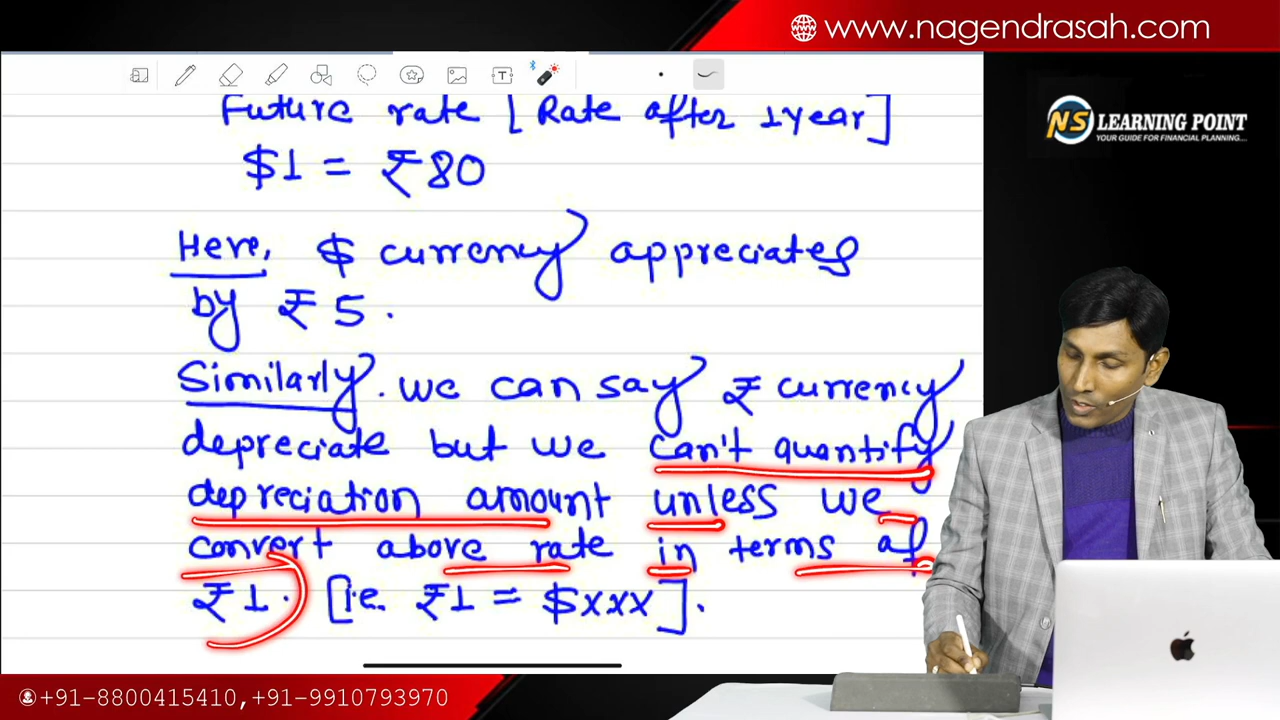 www.nagendrasah.com
NS LEARNING POINT
YOUR GUIDE FOR FINANCIAL PLANNING....
Future rate [Rate after 1year]
$1 = ₹80
Here, $ currency appreciates
by ₹5.
Similarly. we can say ₹ currency
depreciate but we can't quantify
depreciation amount unless we
convert above rate in terms of
₹1. [i.e. ₹1 = $xxx].
+91-8800415410,+91-9910793970